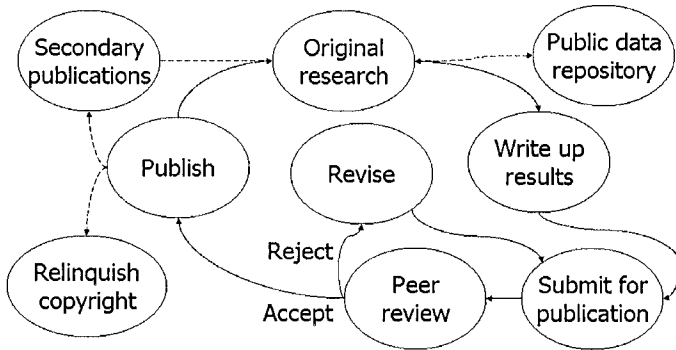 Secondary
publications
Original
research
Public data
repository
Publish
Revise
Write up
results
Reject
Relinquish
copyright
Accept
Peer
review
Submit for
publication